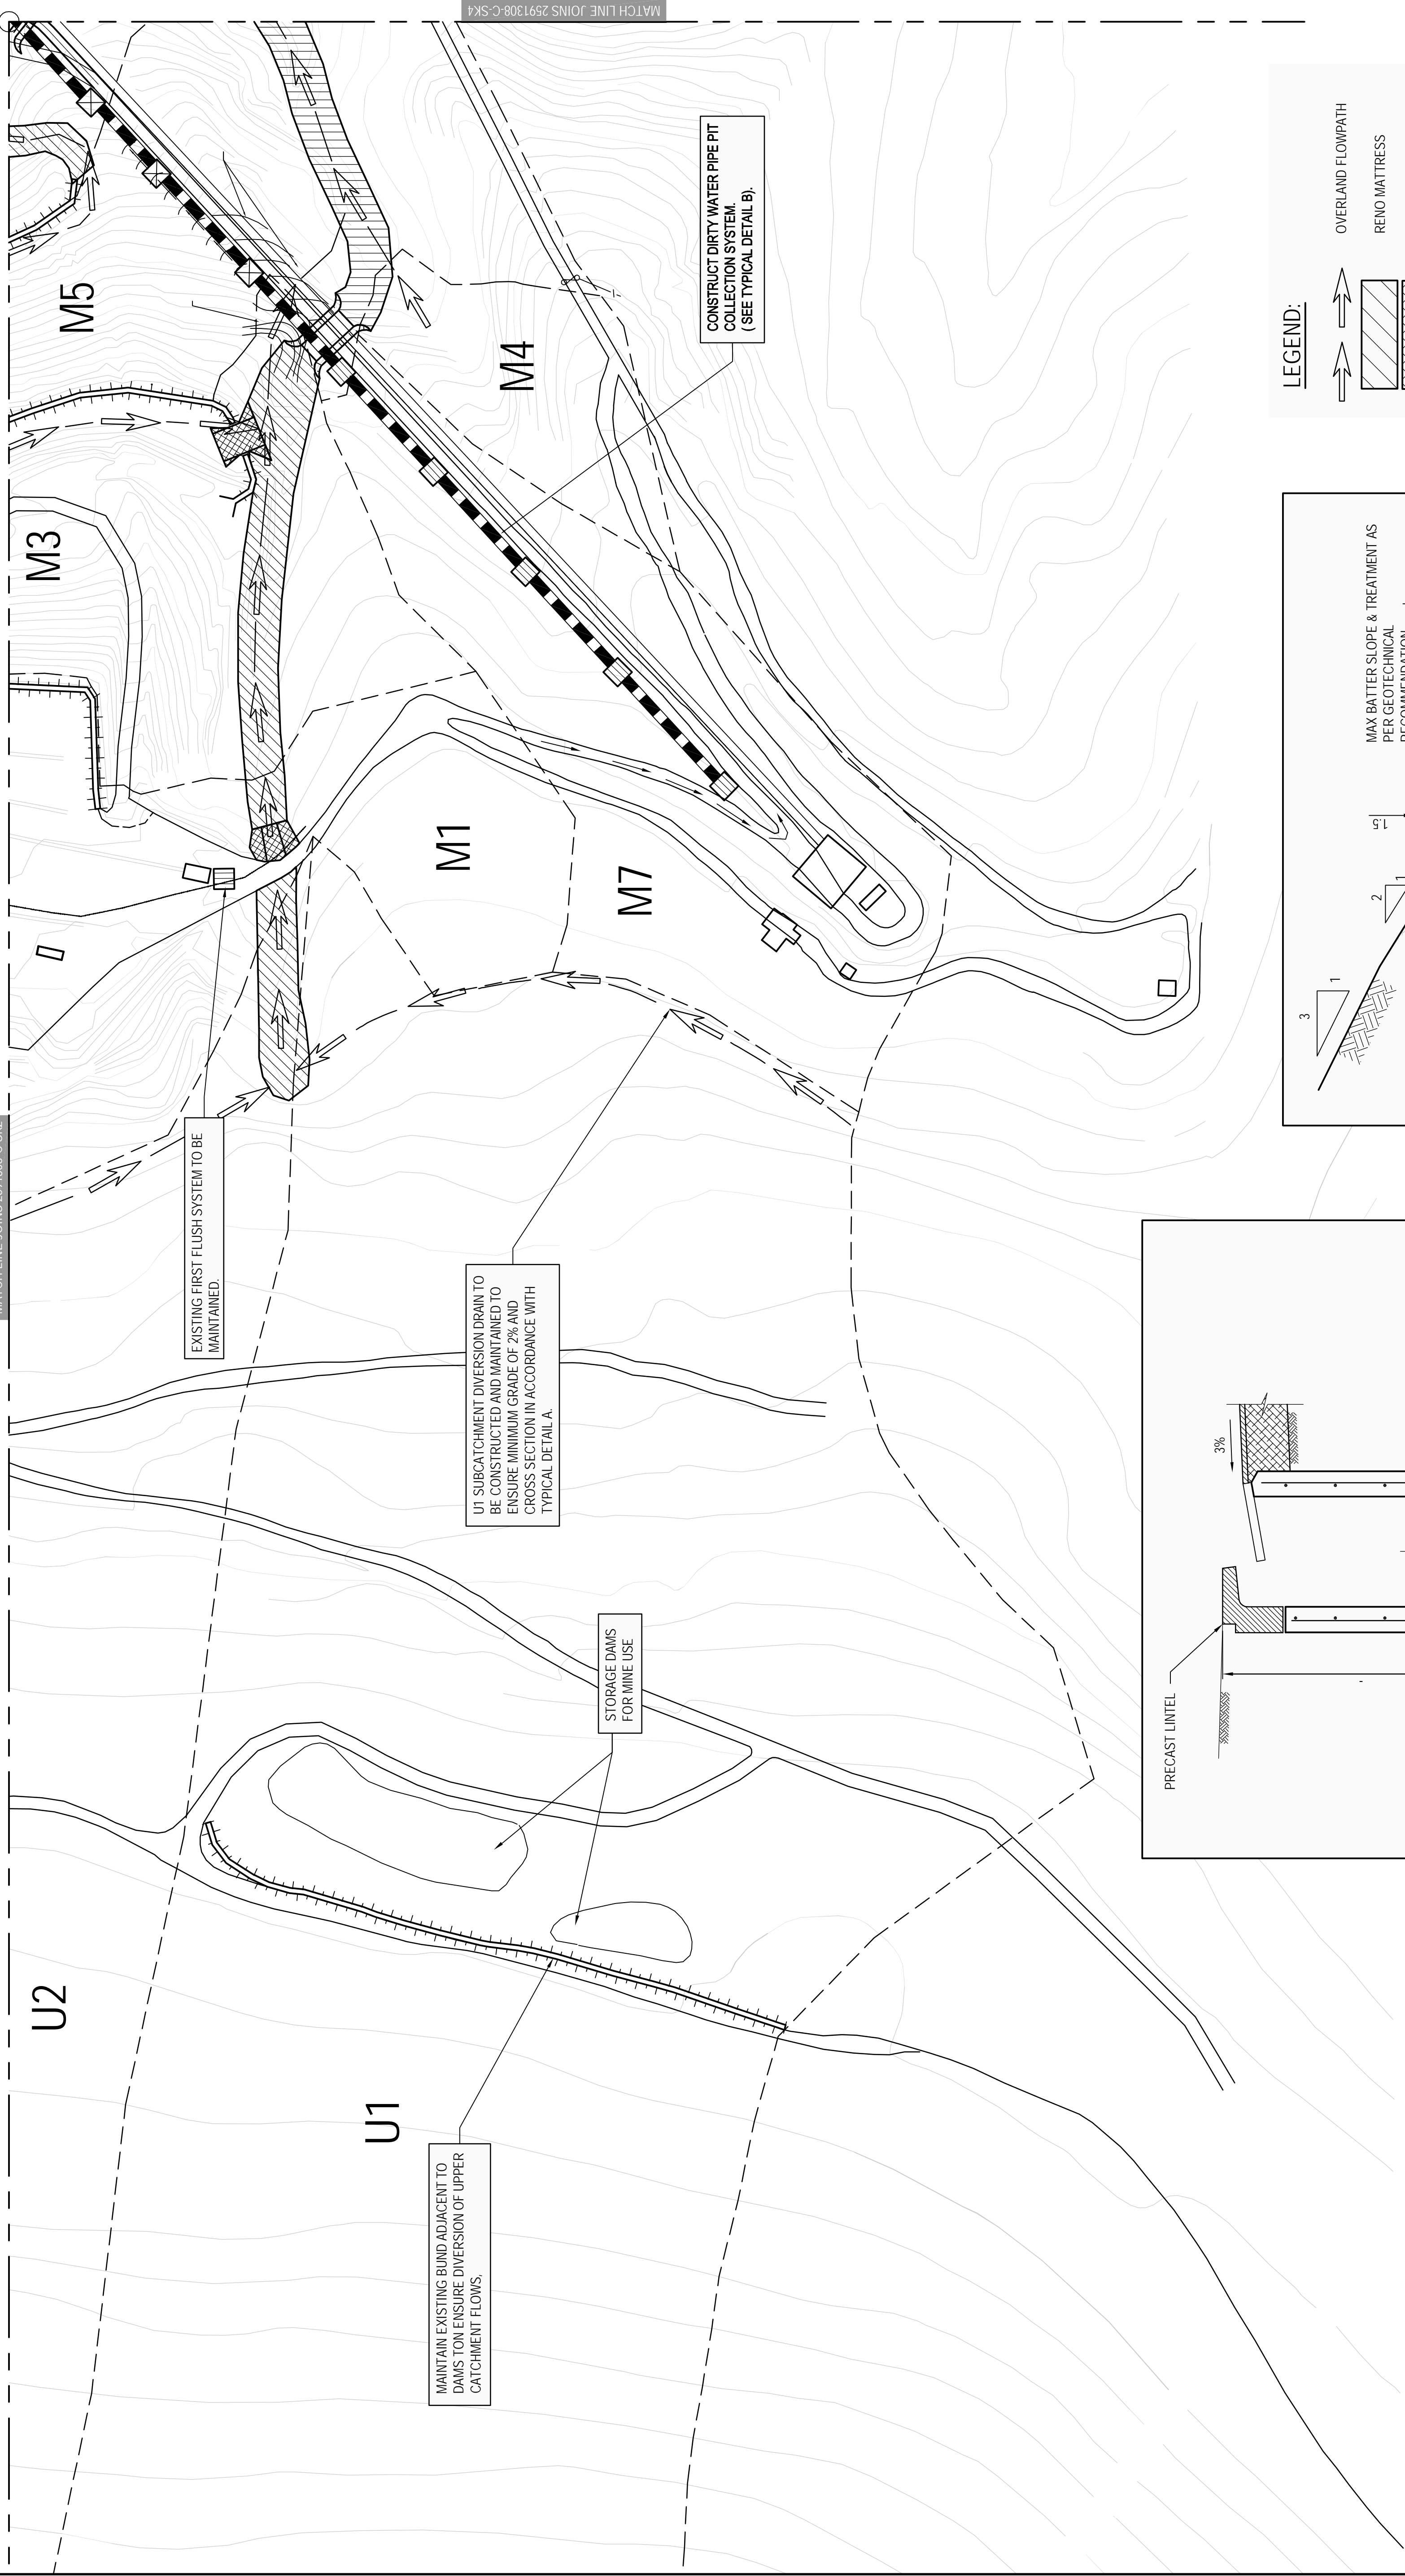 MATCH LINE JOINS 2591308-C-SK4
M5
M3
M4
M1
M7
U2
U1
CONSTRUCT DIRTY WATER PIPE PIT
COLLECTION SYSTEM.
( SEE TYPICAL DETAIL B).
EXISTING FIRST FLUSH SYSTEM TO BE
MAINTAINED.
U1 SUBCATCHMENT DIVERSION DRAIN TO
BE CONSTRUCTED AND MAINTAINED TO
ENSURE MINIMUM GRADE OF 2% AND
CROSS SECTION IN ACCORDANCE WITH
TYPICAL DETAIL A.
STORAGE DAMS
FOR MINE USE
MAINTAIN EXISTING BUND ADJACENT TO
DAMS TON ENSURE DIVERSION OF UPPER
CATCHMENT FLOWS,
LEGEND:
OVERLAND FLOWPATH
RENO MATTRESS
MAX BATTER SLOPE & TREATMENT AS
PER GEOTECHNICAL
RECOMMENDATION
1.5
2
1
3
1
3%
PRECAST LINTEL
-